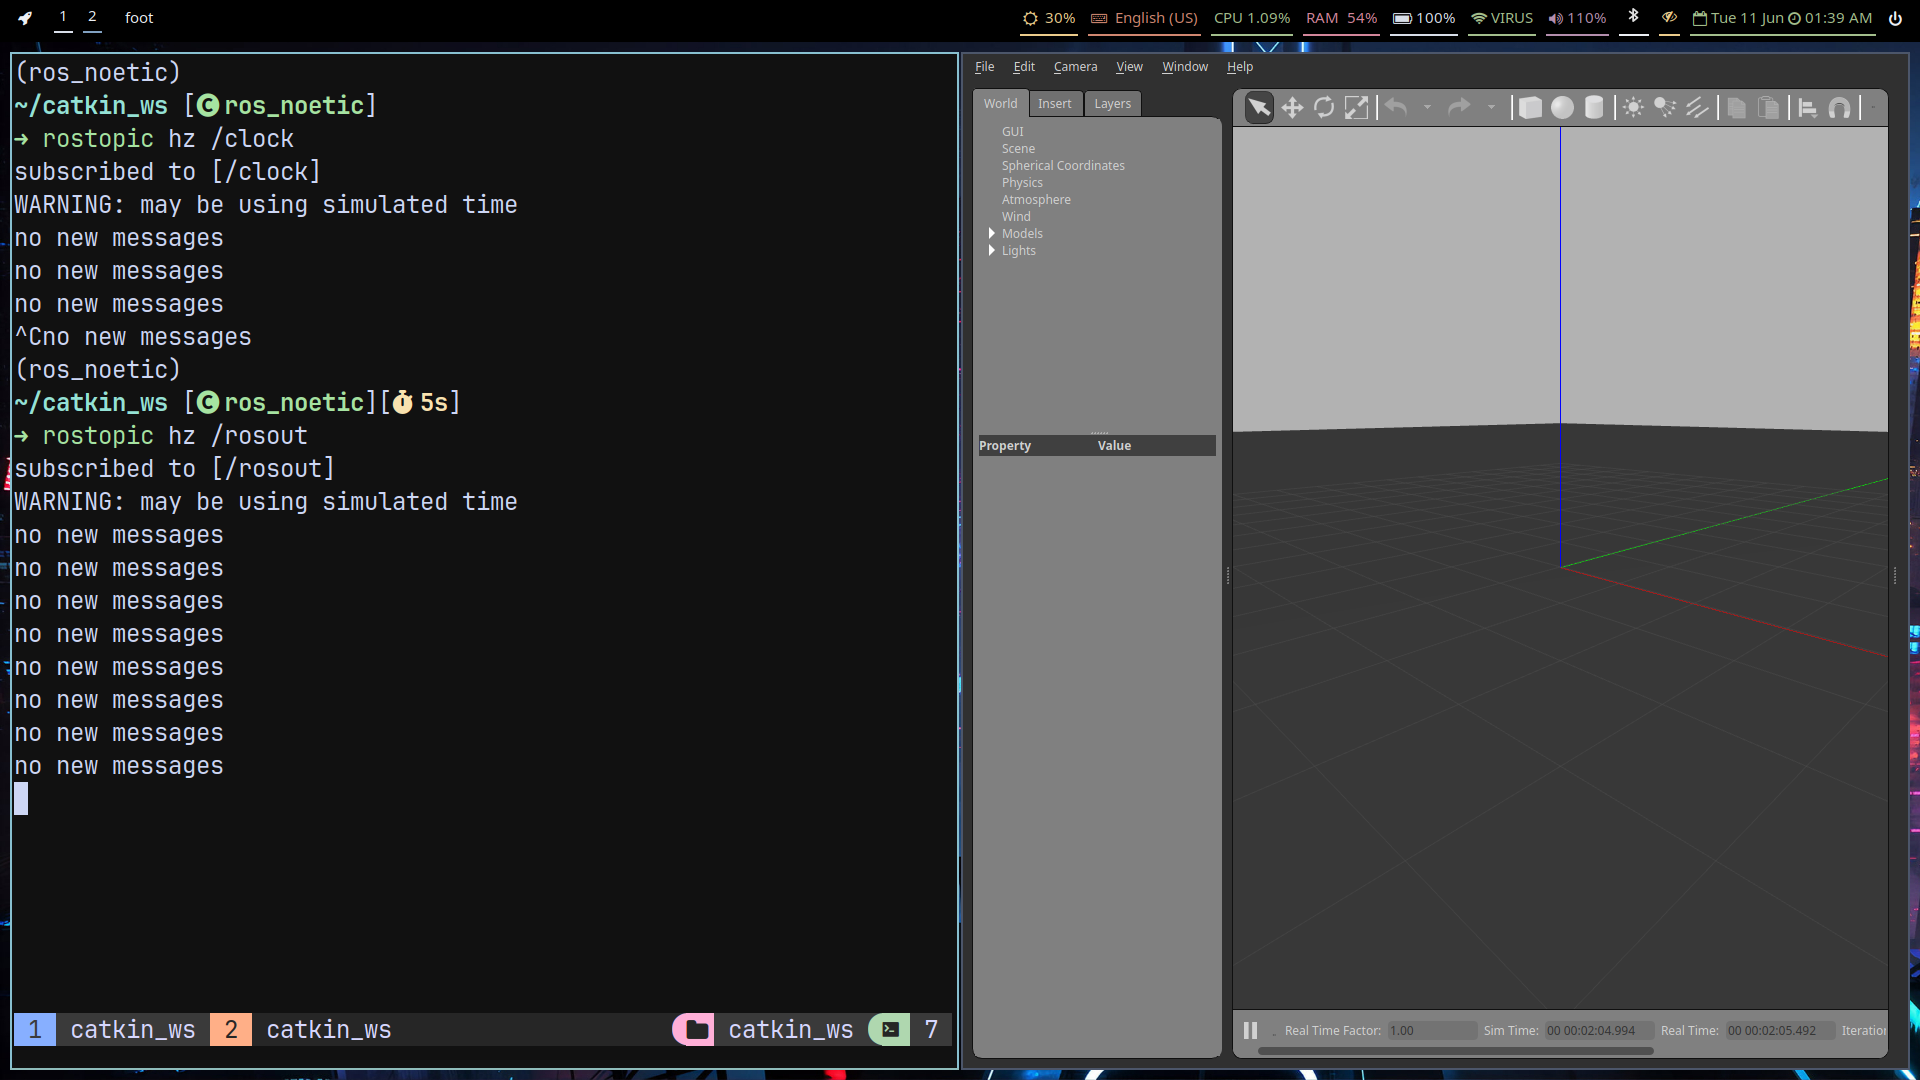 1 2 foot 30% English (US) CPU 1.09% RAM 54% 100% VIRUS 110% Tue 11 Jun 01:39 AM
(ros_noetic)
~/catkin_ws [C ros_noetic]
➜ rostopic hz /clock
subscribed to [/clock]
WARNING: may be using simulated time
no new messages
no new messages
no new messages
^Cno new messages
(ros_noetic)
~/catkin_ws [C ros_noetic][5s]
➜ rostopic hz /rosout
subscribed to [/rosout]
WARNING: may be using simulated time
no new messages
no new messages
no new messages
no new messages
no new messages
no new messages
no new messages
no new messages
1 catkin_ws 2 catkin_ws catkin_ws 7
File Edit Camera View Window Help
World Insert Layers
GUI
Scene
Spherical Coordinates
Physics
Atmosphere
Wind
Models
Lights
Property Value
Real Time Factor: 1.00 Sim Time: 00 00:02:04.994 Real Time: 00 00:02:05.492 Iteration